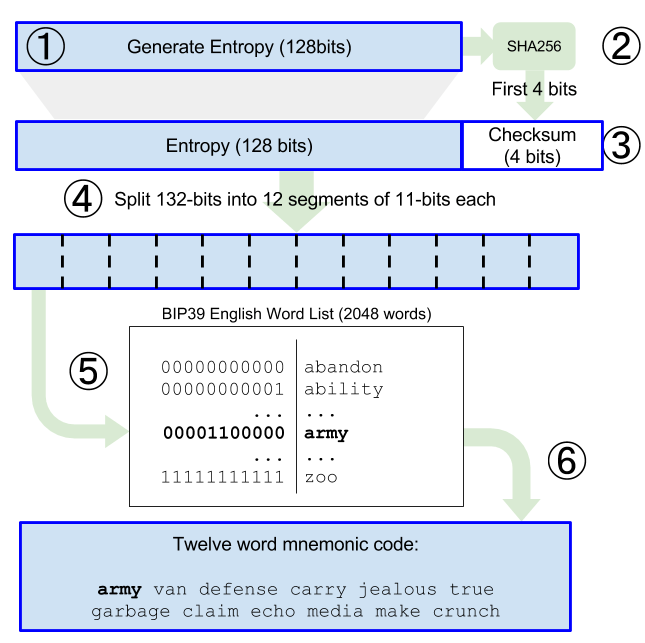 ① Generate Entropy (128bits) SHA256 ②
First 4 bits
Entropy (128 bits) Checksum (4 bits) ③
④ Split 132-bits into 12 segments of 11-bits each
BIP39 English Word List (2048 words)
⑤
00000000000 abandon
00000000001 ability
... ...
00001100000 army
... ...
11111111111 zoo
⑥
Twelve word mnemonic code:
army van defense carry jealous true
garbage claim echo media make crunch